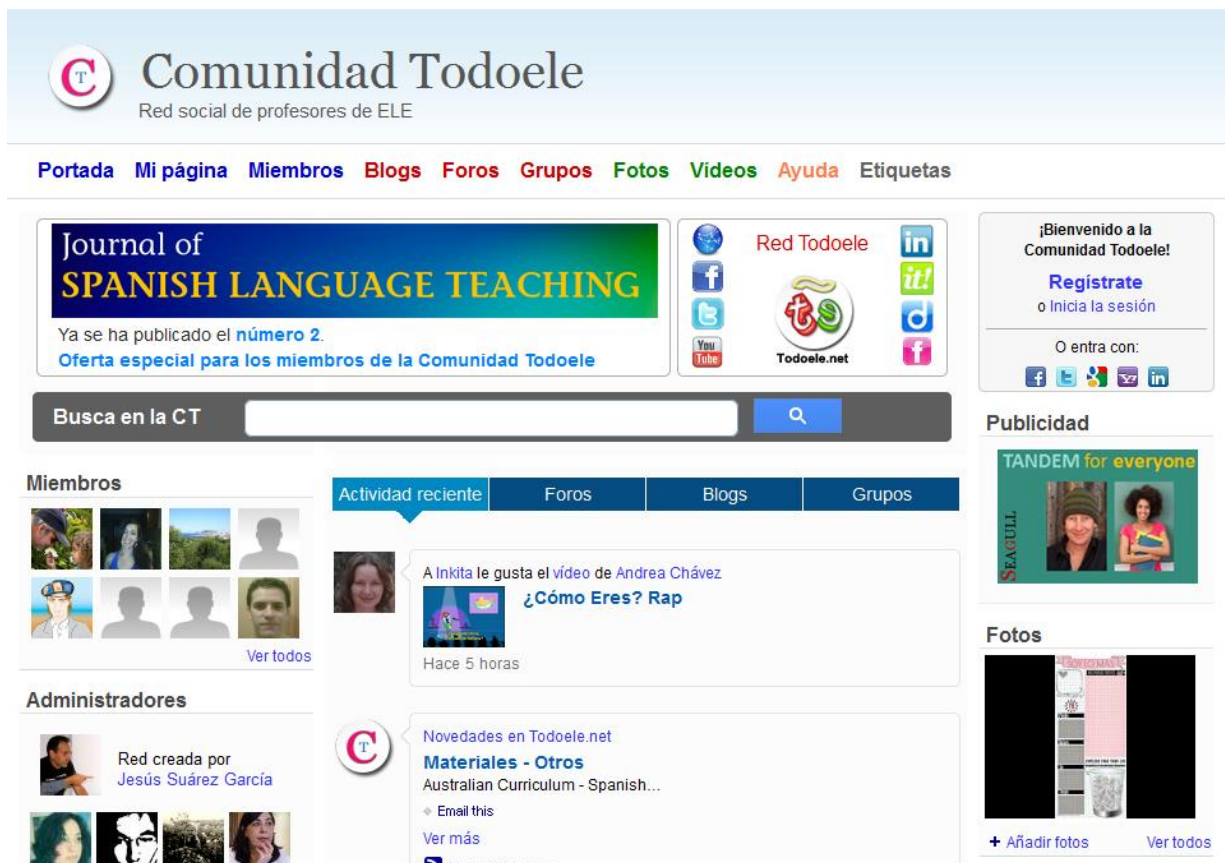 Comunidad Todoele
Red social de profesores de ELE
Portada Mi página Miembros Blogs Foros Grupos Fotos Vídeos Ayuda Etiquetas
Journal of
SPANISH LANGUAGE TEACHING
Ya se ha publicado el número 2.
Oferta especial para los miembros de la Comunidad Todoele
Red Todoele
You
Tube
Todoele.net
¡Bienvenido a la
Comunidad Todoele!
Regístrate
o Inicia la sesión
O entra con:
Busca en la CT
Publicidad
TANDEM for everyone
SEAGULL
Miembros
Ver todos
Administradores
Red creada por
Jesús Suárez García
Actividad reciente Foros Blogs Grupos
A Inkita le gusta el vídeo de Andrea Chávez
¿Cómo Eres? Rap
Hace 5 horas
Novedades en Todoele.net
Materiales - Otros
Australian Curriculum - Spanish…
Email this
Ver más
Fotos
+ Añadir fotos Ver todos